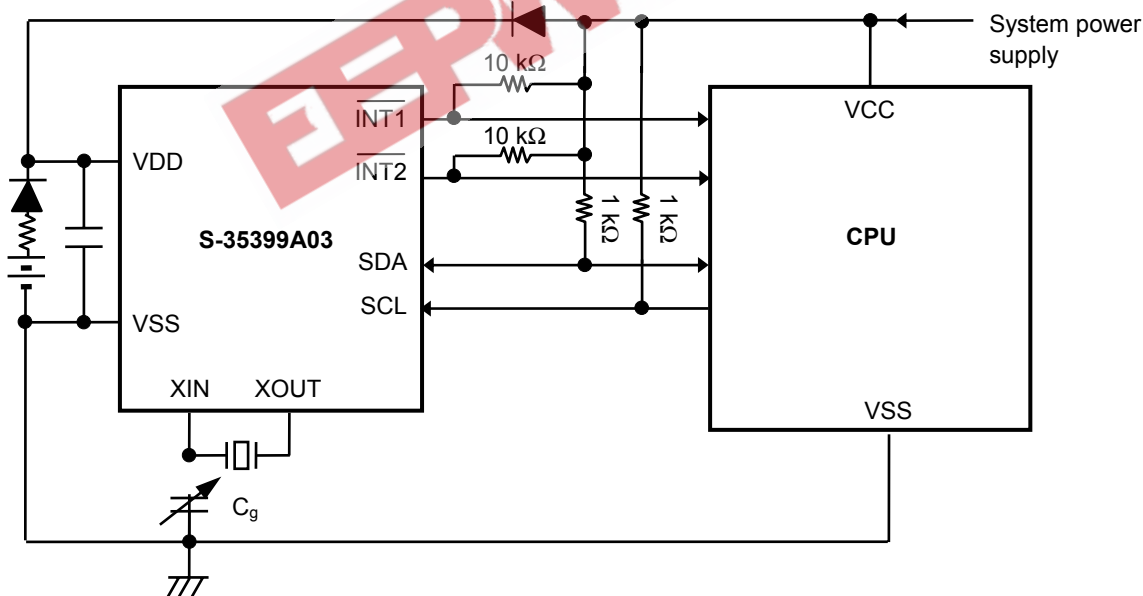 System power
supply
10 kΩ
INT1
VCC
10 kΩ
VDD
INT2
S-35399A03
1 kΩ
1 kΩ
CPU
SDA
SCL
VSS
XIN
XOUT
VSS
Cg